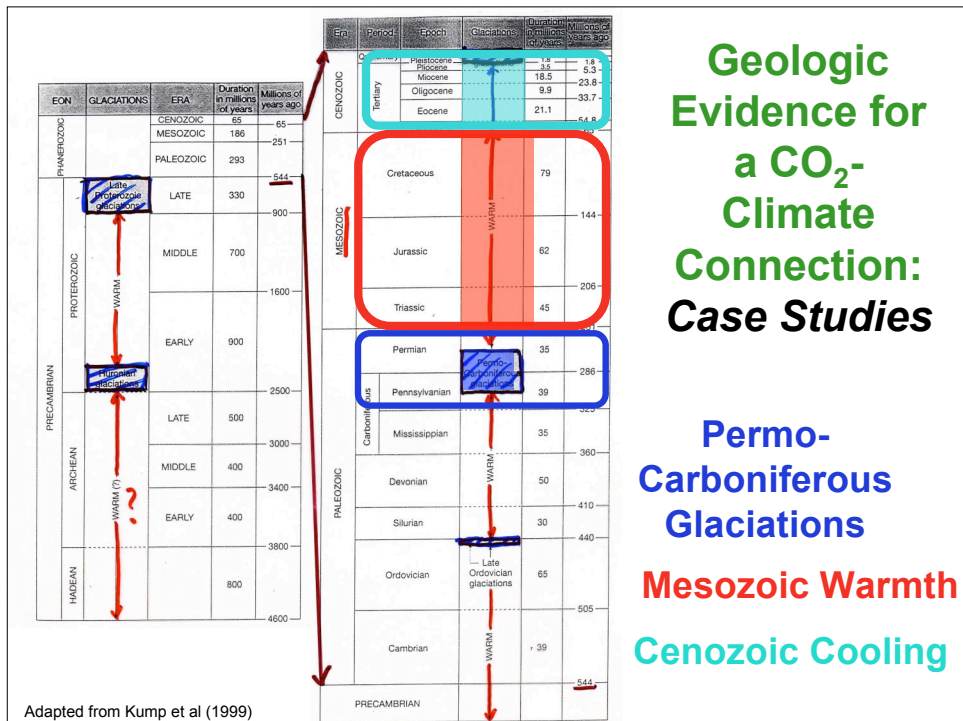 EON GLACIATIONS ERA Duration in millions of years Millions of years ago
PHANEROZOIC
CENOZOIC 65
65
MESOZOIC 186
251
PALEOZOIC 293
544
PRECAMBRIAN
PROTEROZOIC
Late Proterozoic glaciations
LATE 330
900
WARM
MIDDLE 700
1600
EARLY 900
Huronian glaciations
2500
ARCHEAN
LATE 500
3000
MIDDLE 400
3400
WARM (?)
?
EARLY 400
3800
HADEAN
800
4600
Era Period Epoch Glaciations Duration in millions of years Millions of years ago
CENOZOIC
Tertiary
Pleistocene 1.8
1.8
Pliocene 3.5
5.3
Miocene 18.5
23.8
Oligocene 9.9
33.7
Eocene 21.1
54.8
MESOZOIC
Cretaceous 79
WARM
144
Jurassic 62
206
Triassic 45
PALEOZOIC
Permian 35
Permo-Carboniferous glaciations
286
Carboniferous
Pennsylvanian 39
325
Mississippian 35
360
WARM
Devonian 50
410
Silurian 30
440
Late Ordovician glaciations
Ordovician 65
505
Cambrian 39
WARM
544
PRECAMBRIAN
Geologic
Evidence for
a CO₂-
Climate
Connection:
Case Studies
Permo-
Carboniferous
Glaciations
Mesozoic Warmth
Cenozoic Cooling
Adapted from Kump et al (1999)